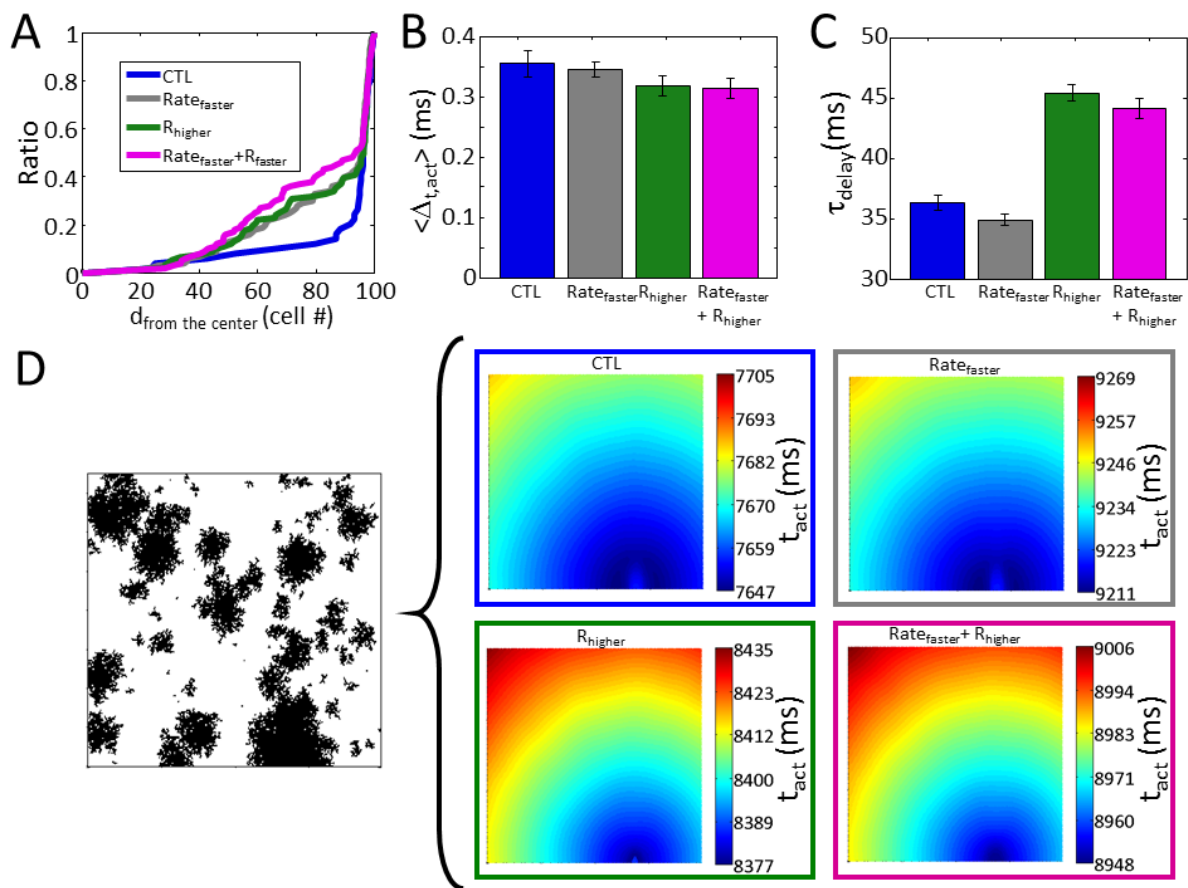 A
1
0.8
0.6
0.4
0.2
0
Ratio
CTL
Rate_faster
R_higher
Rate_faster+R_faster
0 20 40 60 80 100
d_from the center (cell #)
B
0.4
0.3
0.2
0.1
0
<Δ_t,act> (ms)
CTL Rate_faster R_higher Rate_faster
+ R_higher
C
50
45
40
35
30
τ_delay(ms)
CTL Rate_faster R_higher Rate_faster
+ R_higher
D
CTL
7705
7693
7682
7670
7659
7647
t_act (ms)
Rate_faster
9269
9257
9246
9234
9223
9211
t_act (ms)
R_higher
8435
8423
8412
8400
8389
8377
t_act (ms)
Rate_faster+ R_higher
9006
8994
8983
8971
8960
8948
t_act (ms)